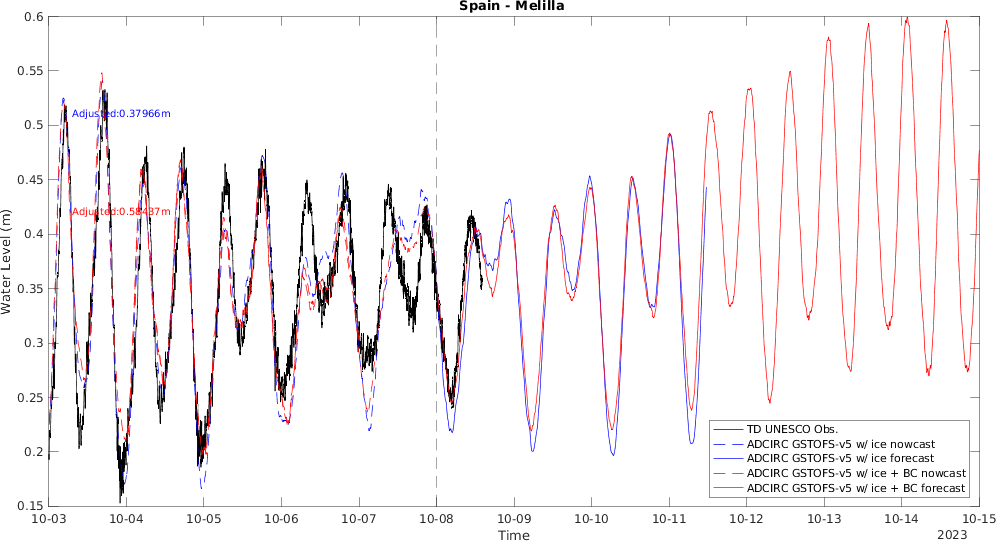 Spain - Melilla
0.6
0.55
0.5
0.45
0.4
0.35
0.3
0.25
0.2
0.15
Water Level (m)
Adjusted:0.37966m
Adjusted:0.58437m
TD UNESCO Obs.
ADCIRC GSTOFS-v5 w/ ice nowcast
ADCIRC GSTOFS-v5 w/ ice forecast
ADCIRC GSTOFS-v5 w/ ice + BC nowcast
ADCIRC GSTOFS-v5 w/ ice + BC forecast
10-03 10-04 10-05 10-06 10-07 10-08 10-09 10-10 10-11 10-12 10-13 10-14 10-15
Time
2023